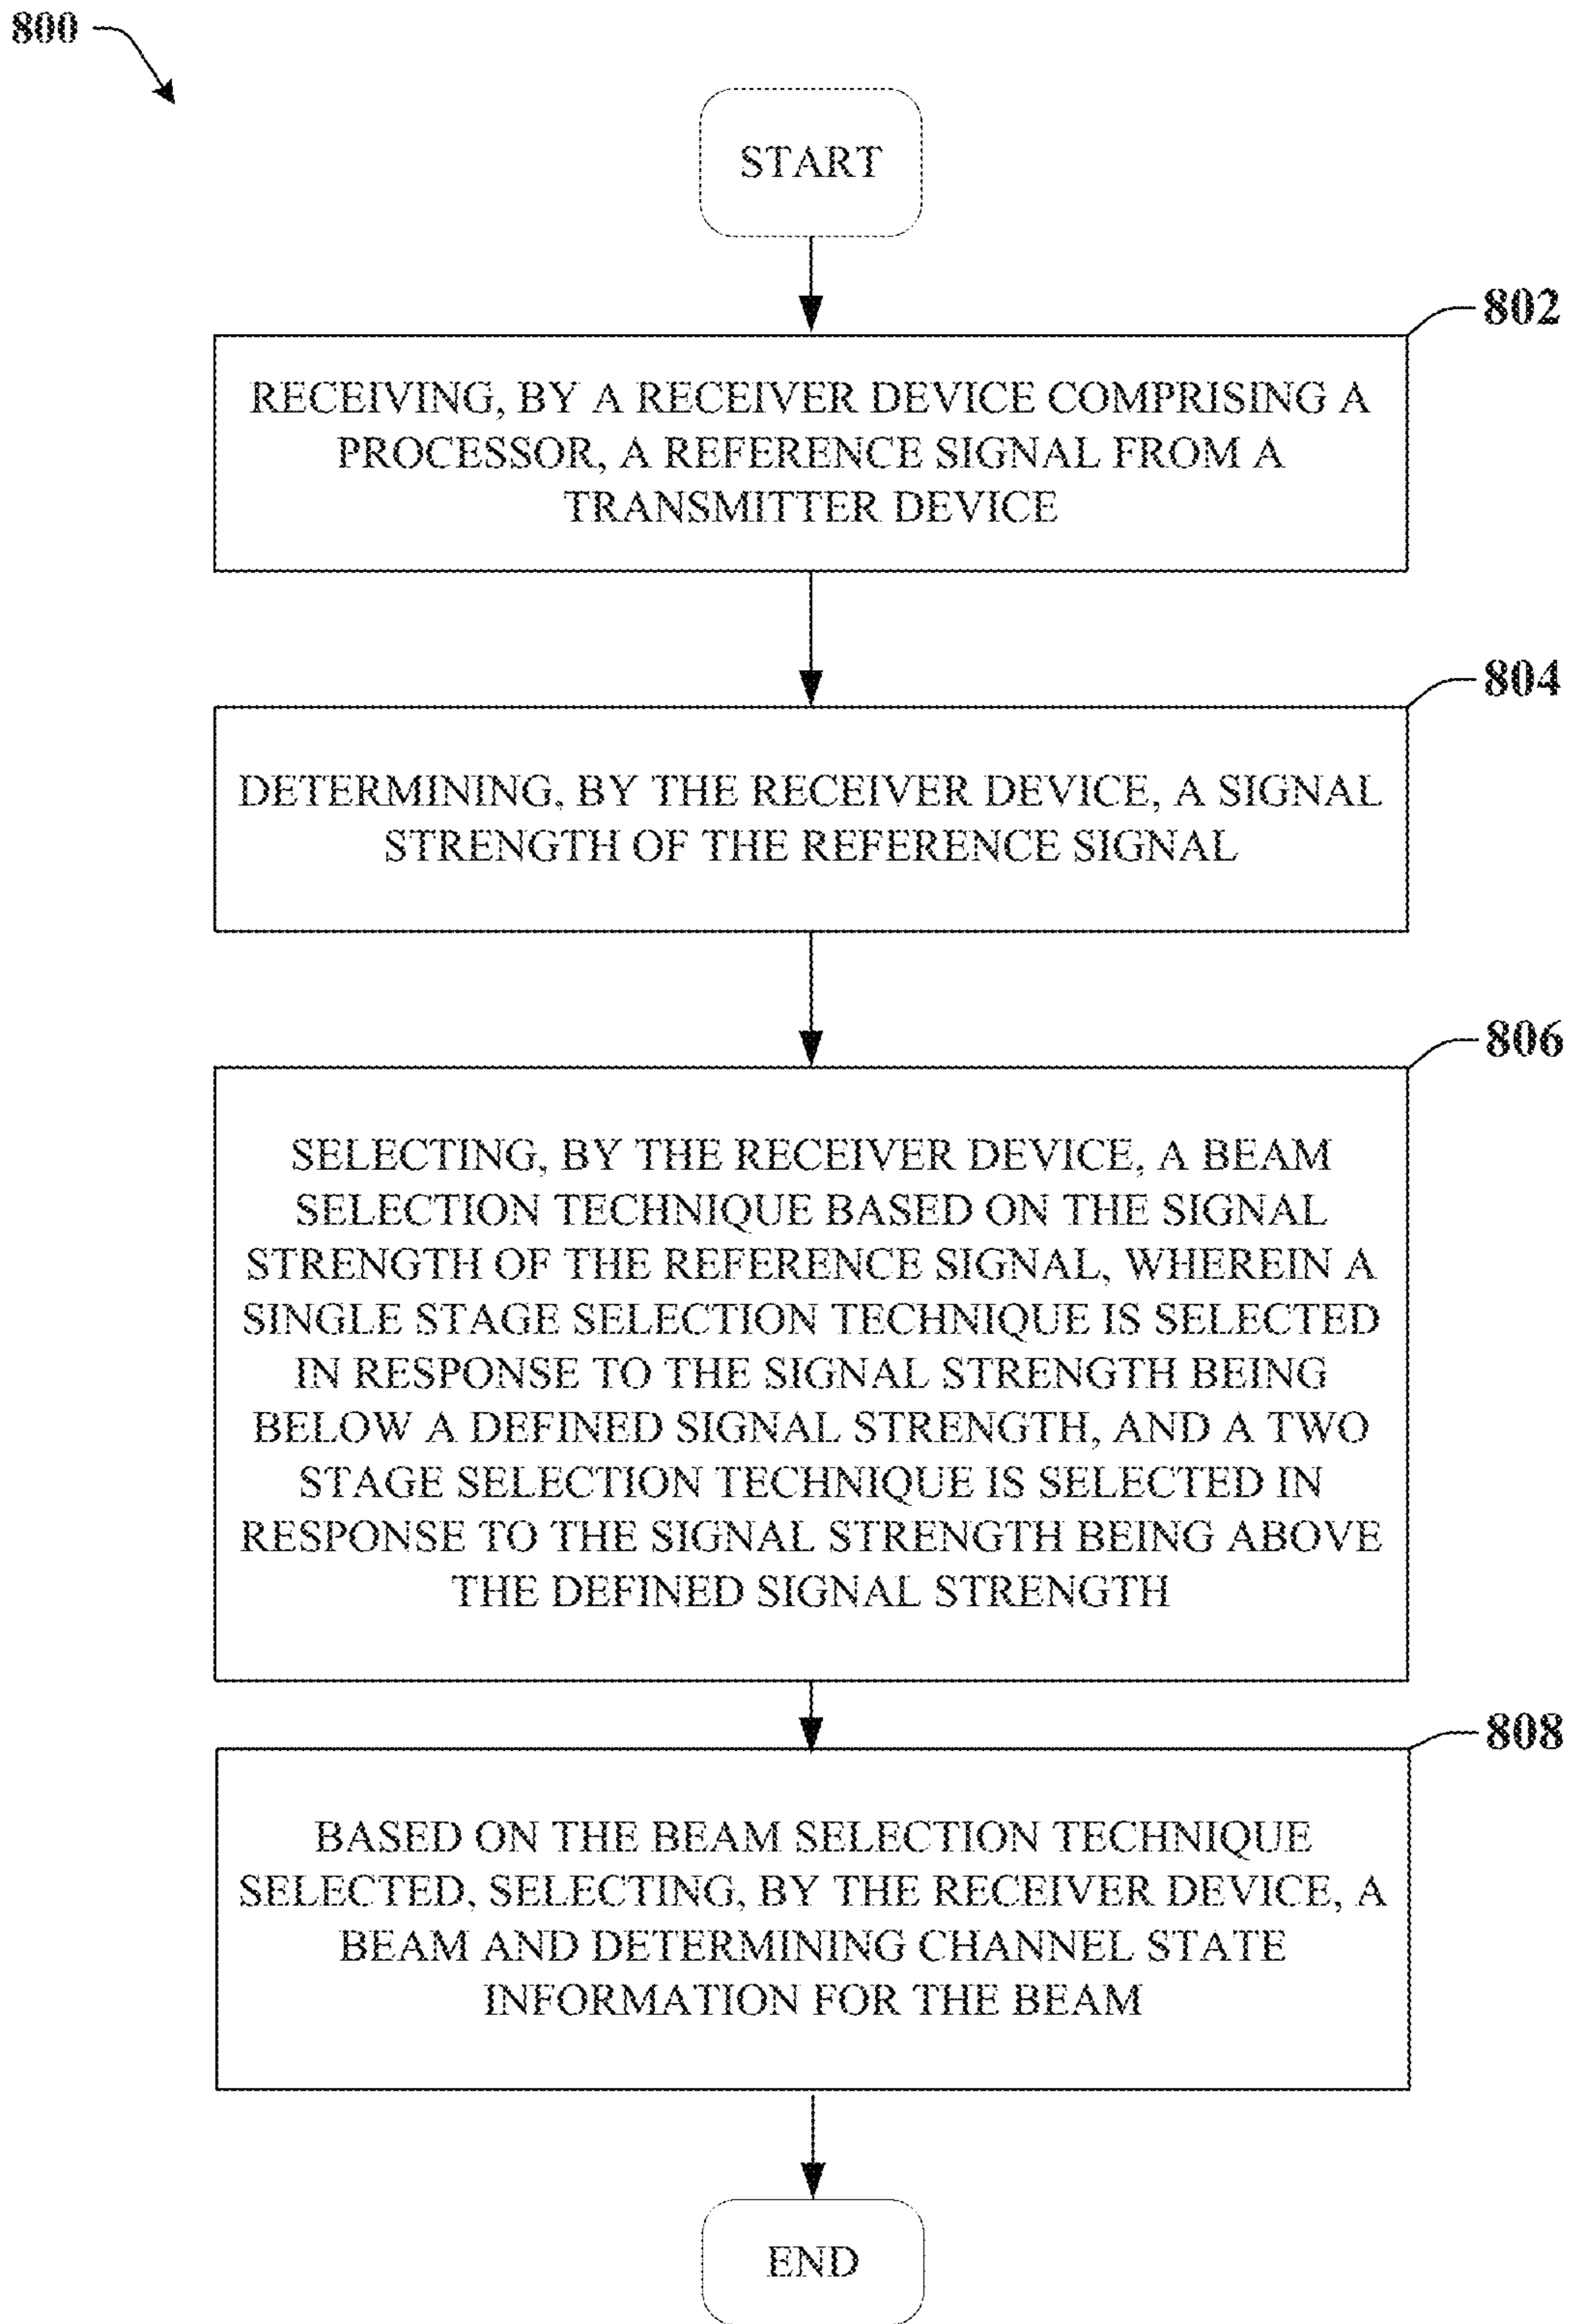 800
START
802
RECEIVING, BY A RECEIVER DEVICE COMPRISING A
PROCESSOR, A REFERENCE SIGNAL FROM A
TRANSMITTER DEVICE
804
DETERMINING, BY THE RECEIVER DEVICE, A SIGNAL
STRENGTH OF THE REFERENCE SIGNAL
806
SELECTING, BY THE RECEIVER DEVICE, A BEAM
SELECTION TECHNIQUE BASED ON THE SIGNAL
STRENGTH OF THE REFERENCE SIGNAL, WHEREIN A
SINGLE STAGE SELECTION TECHNIQUE IS SELECTED
IN RESPONSE TO THE SIGNAL STRENGTH BEING
BELOW A DEFINED SIGNAL STRENGTH, AND A TWO
STAGE SELECTION TECHNIQUE IS SELECTED IN
RESPONSE TO THE SIGNAL STRENGTH BEING ABOVE
THE DEFINED SIGNAL STRENGTH
808
BASED ON THE BEAM SELECTION TECHNIQUE
SELECTED, SELECTING, BY THE RECEIVER DEVICE, A
BEAM AND DETERMINING CHANNEL STATE
INFORMATION FOR THE BEAM
END